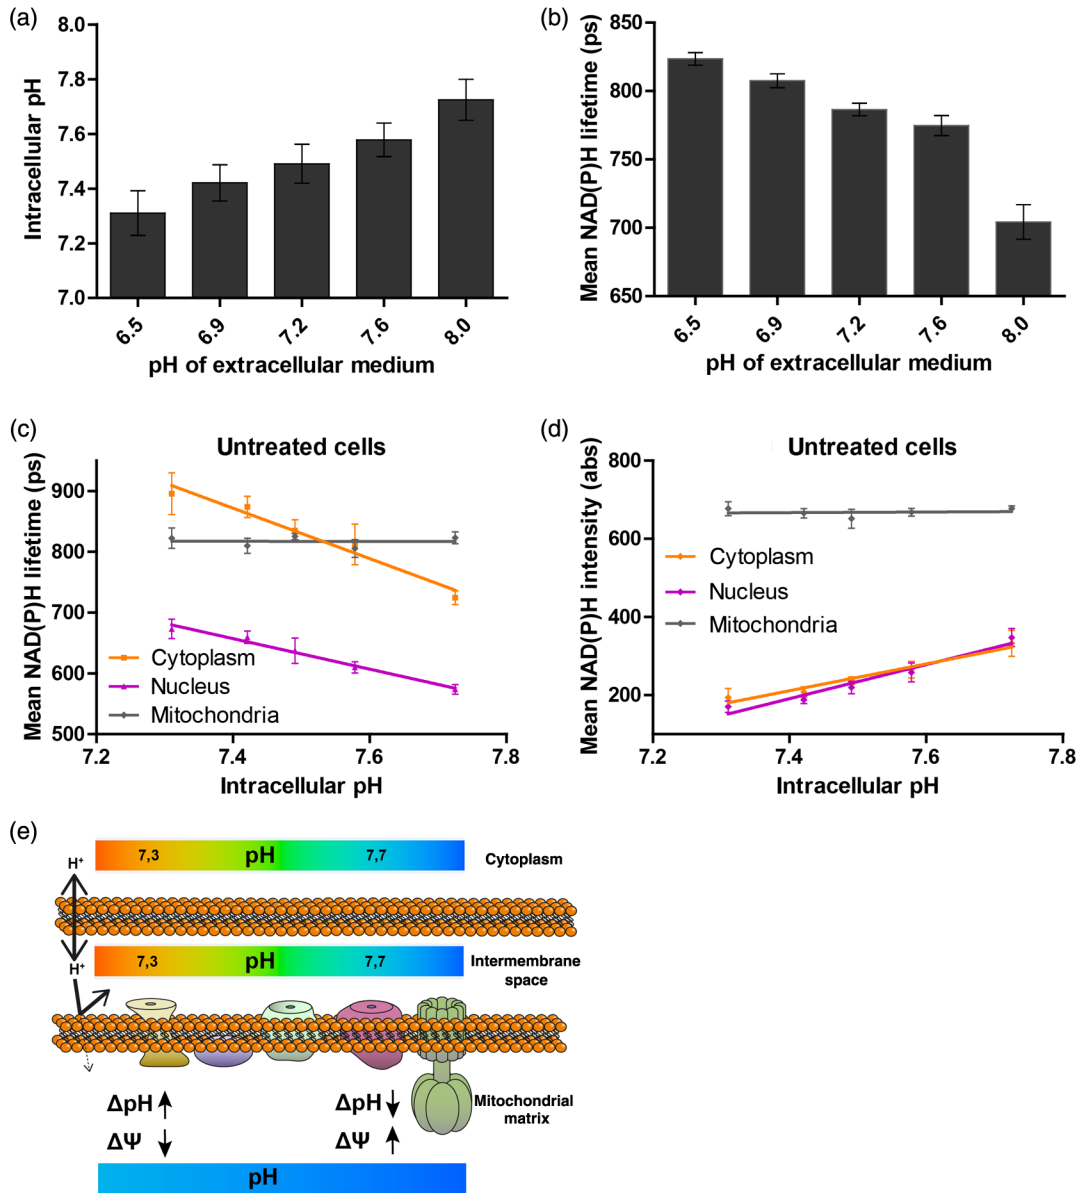 (a)
Intracellular pH
8.0
7.8
7.6
7.4
7.2
7.0
6.5
6.9
7.2
7.6
8.0
pH of extracellular medium
(b)
Mean NAD(P)H lifetime (ps)
850
800
750
700
650
6.5
6.9
7.2
7.6
8.0
pH of extracellular medium
(c)
Untreated cells
Mean NAD(P)H lifetime (ps)
900
800
700
600
500
Cytoplasm
Nucleus
Mitochondria
7.2
7.4
7.6
7.8
Intracellular pH
(d)
Untreated cells
Mean NAD(P)H intensity (abs)
800
600
400
200
Cytoplasm
Nucleus
Mitochondria
7.2
7.4
7.6
7.8
Intracellular pH
(e)
H+
7,3
pH
7,7
Cytoplasm
H+
7,3
pH
7,7
Intermembrane
space
ΔpH
ΔΨ
ΔpH
ΔΨ
Mitochondrial
matrix
pH